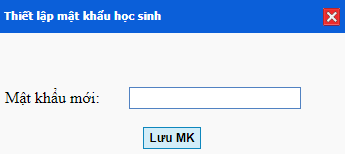 Thiết lập mật khẩu học sinh
Mật khẩu mới:
Lưu MK